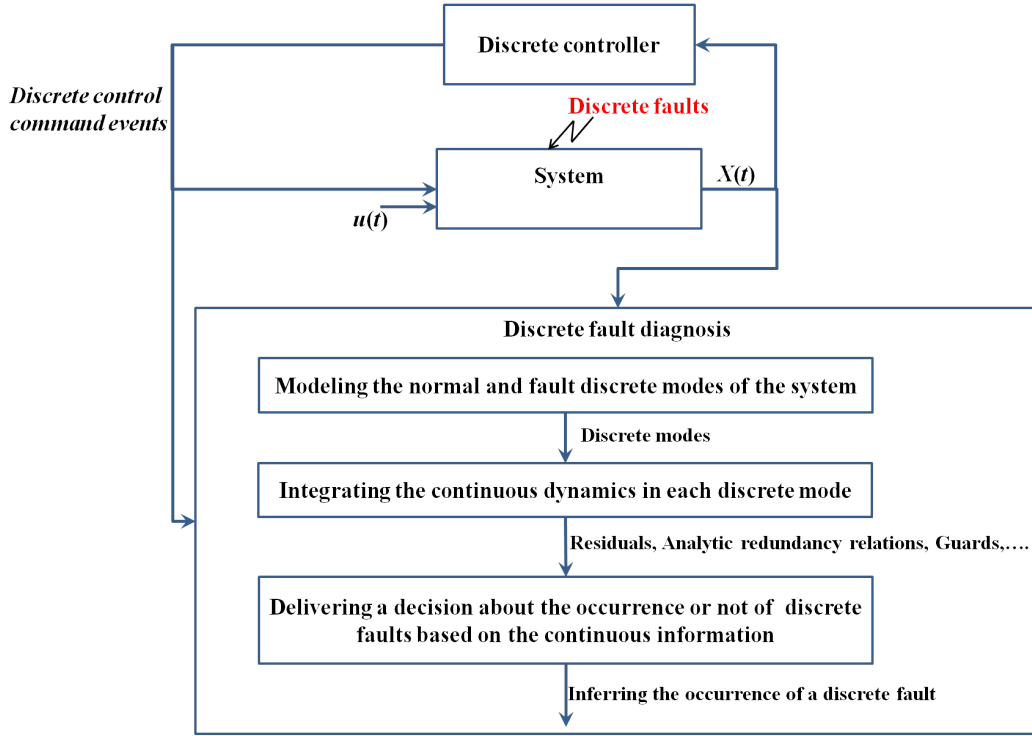 Discrete controller
Discrete control
command events
Discrete faults
System
X(t)
u(t)
Discrete fault diagnosis
Modeling the normal and fault discrete modes of the system
Discrete modes
Integrating the continuous dynamics in each discrete mode
Residuals, Analytic redundancy relations, Guards,….
Delivering a decision about the occurrence or not of discrete
faults based on the continuous information
Inferring the occurrence of a discrete fault